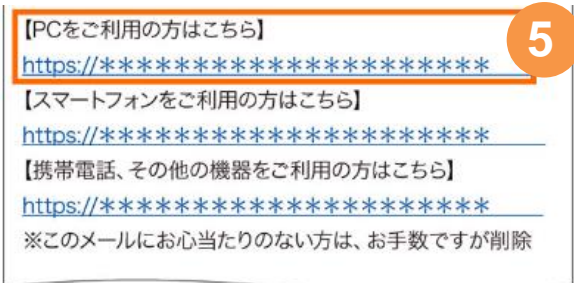 【PCをご利用の方はこちら】
5
https://*********************
【スマートフォンをご利用の方はこちら】
https://*********************
【携帯電話、その他の機器をご利用の方はこちら】
https://*********************
※このメールにお心当たりのない方は、お手数ですが削除